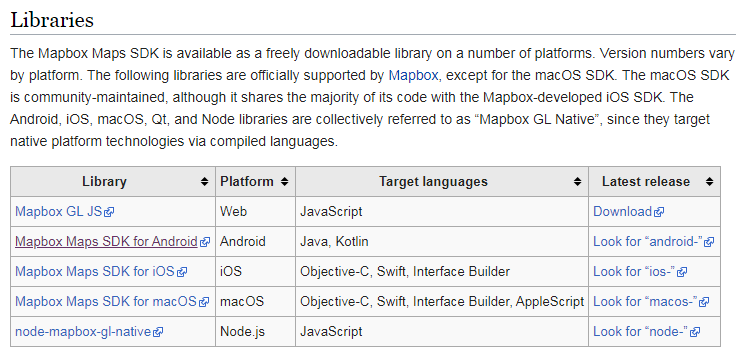 Libraries
The Mapbox Maps SDK is available as a freely downloadable library on a number of platforms. Version numbers vary
by platform. The following libraries are officially supported by Mapbox, except for the macOS SDK. The macOS SDK
is community-maintained, although it shares the majority of its code with the Mapbox-developed iOS SDK. The
Android, iOS, macOS, Qt, and Node libraries are collectively referred to as “Mapbox GL Native”, since they target
native platform technologies via compiled languages.
Library Platform Target languages Latest release
Mapbox GL JS Web JavaScript Download
Mapbox Maps SDK for Android Android Java, Kotlin Look for “android-”
Mapbox Maps SDK for iOS iOS Objective-C, Swift, Interface Builder Look for “ios-”
Mapbox Maps SDK for macOS macOS Objective-C, Swift, Interface Builder, AppleScript Look for “macos-”
node-mapbox-gl-native Node.js JavaScript Look for “node-”